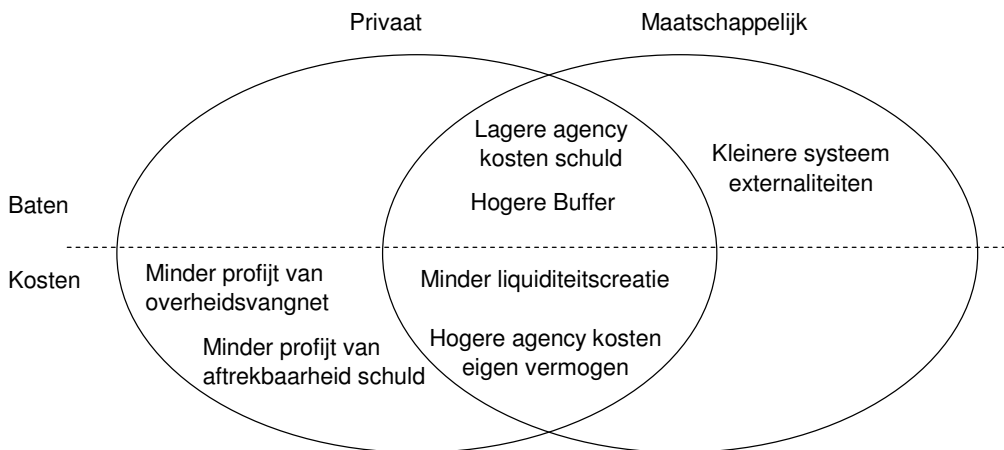 Privaat
Maatschappelijk
Lagere agency
kosten schuld
Hogere Buffer
Kleinere systeem
externaliteiten
Baten
Kosten
Minder profijt van
overheidsvangnet
Minder profijt van
aftrekbaarheid schuld
Minder liquiditeitscreatie
Hogere agency kosten
eigen vermogen